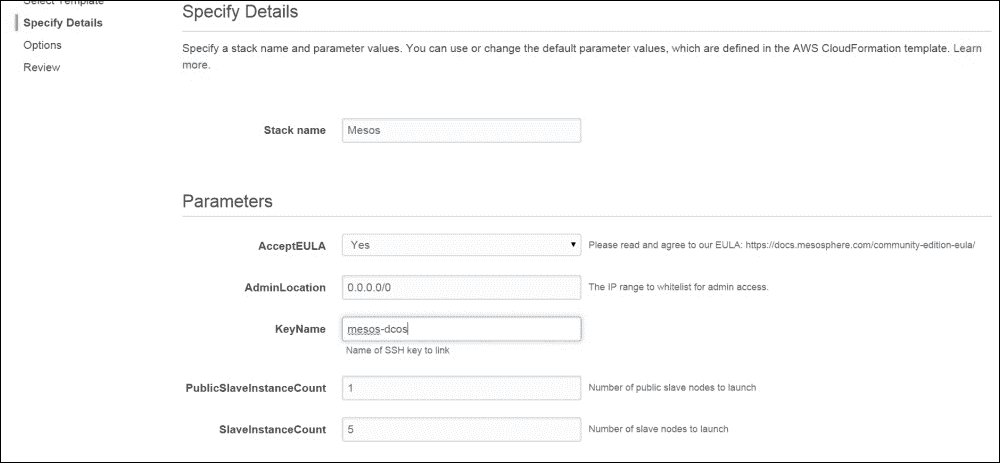 Select Template
Specify Details
Options
Review
Specify Details
Specify a stack name and parameter values. You can use or change the default parameter values, which are defined in the AWS CloudFormation template. Learn
more.
Stack name
Mesos
Parameters
AcceptEULA
Yes
Please read and agree to our EULA: https://docs.mesosphere.com/community-edition-eula/
AdminLocation
0.0.0.0/0
The IP range to whitelist for admin access.
KeyName
mesos-dcos
Name of SSH key to link
PublicSlaveInstanceCount
1
Number of public slave nodes to launch
SlaveInstanceCount
5
Number of slave nodes to launch